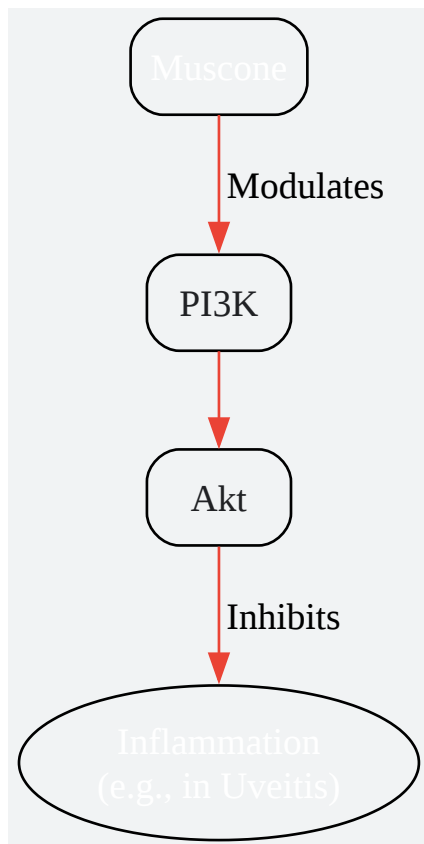 Muscone
Modulates
PI3K
Akt
Inhibits
Inflammation
(e.g., in Uveitis)